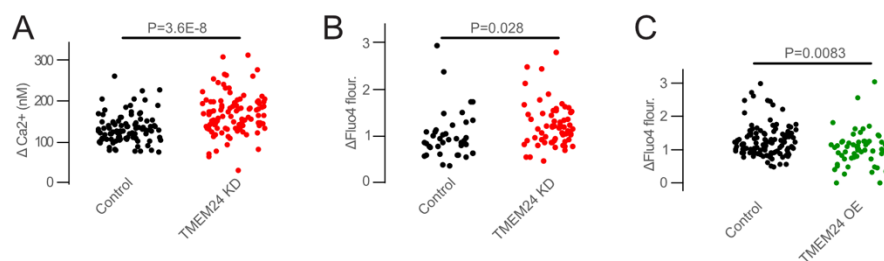 A
P=3.6E-8
Δ Ca2+ (nM)
300
200
100
0
Control
TMEM24 KD
B
P=0.028
ΔFluo4 flour.
3
2
1
0
Control
TMEM24 KD
C
P=0.0083
ΔFluo4 flour.
3
2
1
0
Control
TMEM24 OE